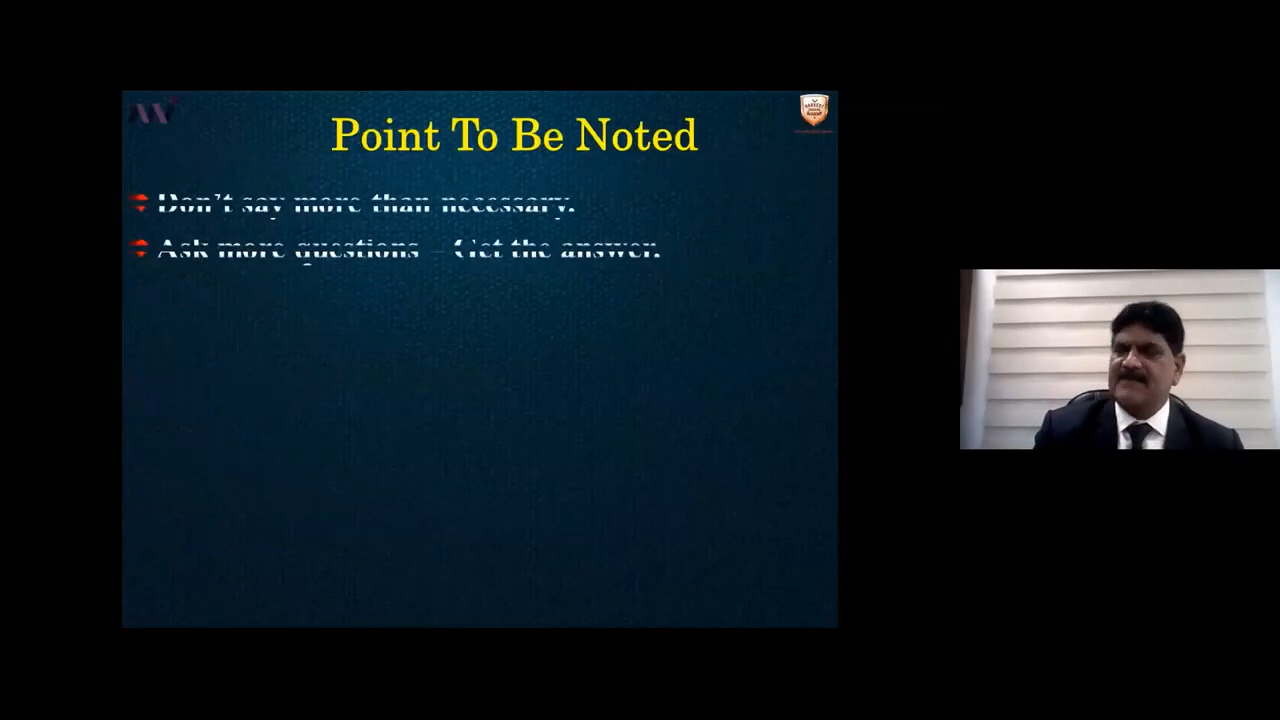 Point To Be Noted
Don't say more than necessary.
Ask more questions – Get the answer.